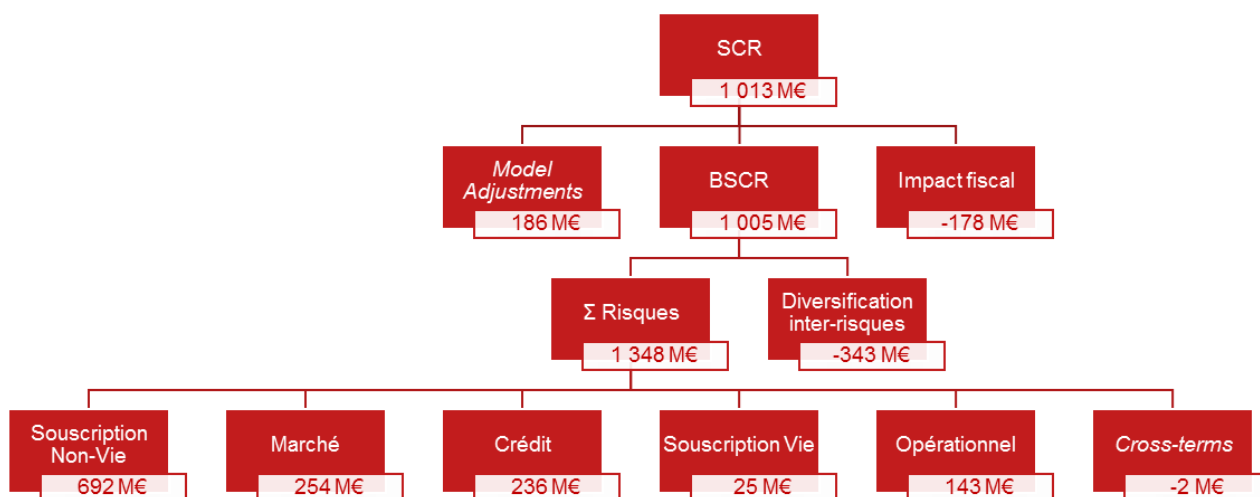 SCR
1 013 M€
Model
Adjustments
186 M€
BSCR
1 005 M€
Impact fiscal
-178 M€
Σ Risques
1 348 M€
Diversification
inter-risques
-343 M€
Souscription
Non-Vie
692 M€
Marché
254 M€
Crédit
236 M€
Souscription Vie
25 M€
Opérationnel
143 M€
Cross-terms
-2 M€